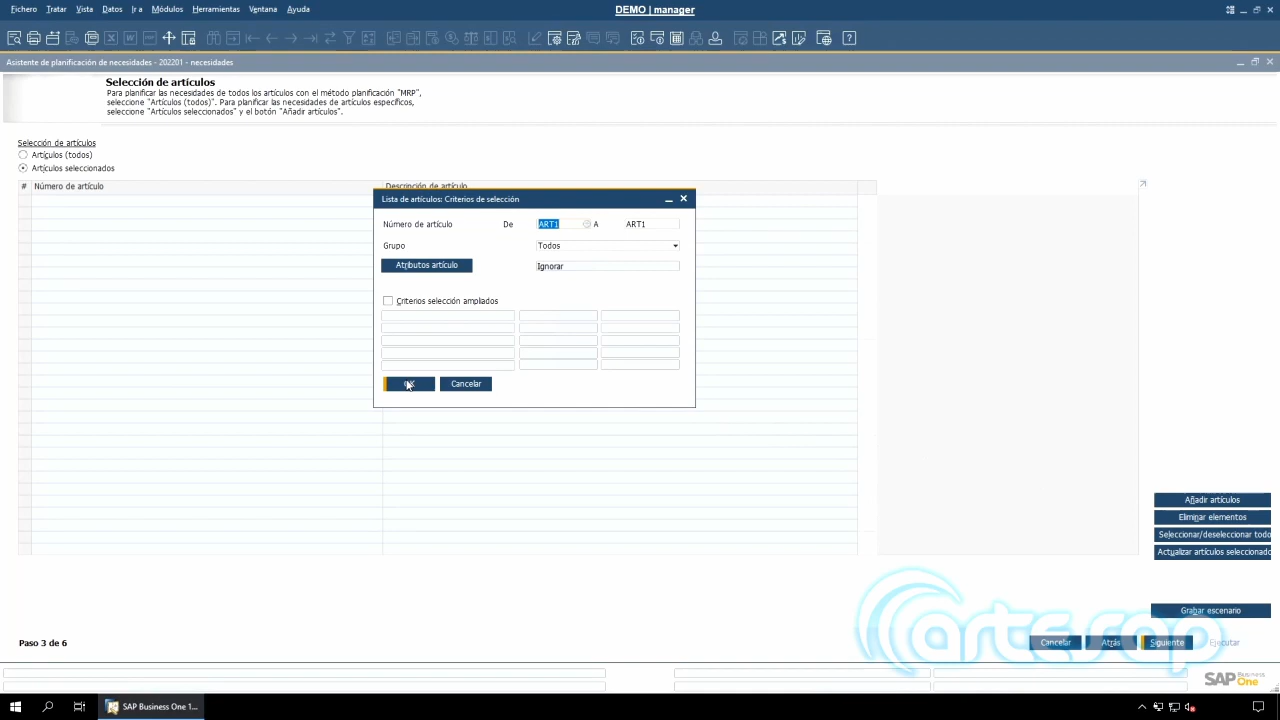 Fichero Tratar Vista Datos Ir a Módulos Herramientas Ventana Ayuda
DEMO | manager
Asistente de planificación de necesidades - 202201 - necesidades
Selección de artículos
Para planificar las necesidades de todos los artículos con el método planificación "MRP",
seleccione "Artículos (todos)". Para planificar las necesidades de artículos específicos,
seleccione "Artículos seleccionados" y el botón "Añadir artículos".
Selección de artículos
Artículos (todos)
Artículos seleccionados
# Número de artículo Descripción de artículo
Lista de artículos: Criterios de selección
Número de artículo De ART1 A ART1
Grupo Todos
Atributos artículo Ignorar
Criterios selección ampliados
OK Cancelar
Añadir artículos
Eliminar elementos
Seleccionar/deseleccionar todo
Actualizar artículos seleccionado
Grabar escenario
Paso 3 de 6
Cancelar Atrás Siguiente Ejecutar
artesap
SAP Business One
SAP Business One 1...